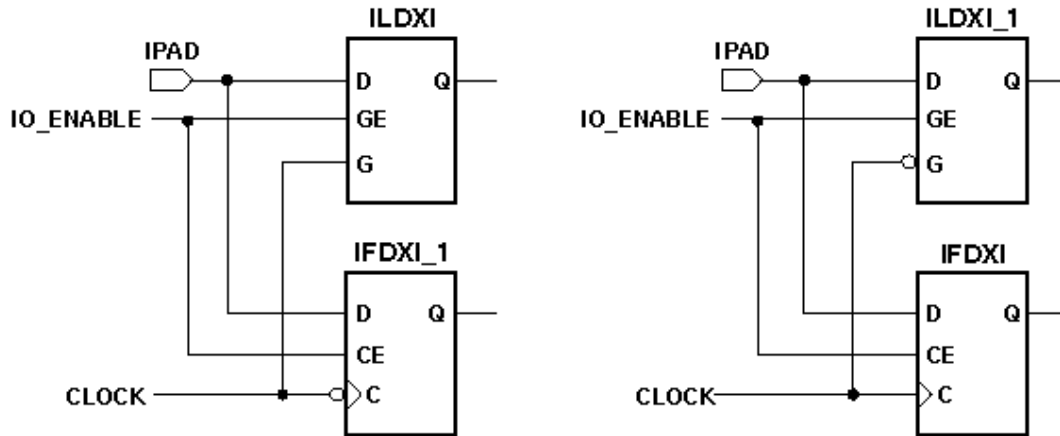 ILDXI
IPAD
D Q
IO_ENABLE
GE
G
IFDXI_1
D Q
CE
CLOCK
C
ILDXI_1
IPAD
D Q
IO_ENABLE
GE
G
IFDXI
D Q
CE
CLOCK
C